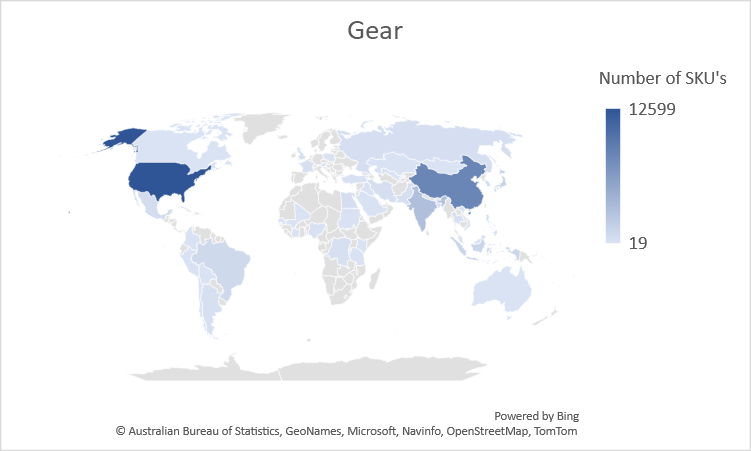 Gear
Number of SKU's
12599
19
Powered by Bing
© Australian Bureau of Statistics, GeoNames, Microsoft, Navinfo, OpenStreetMap, TomTom